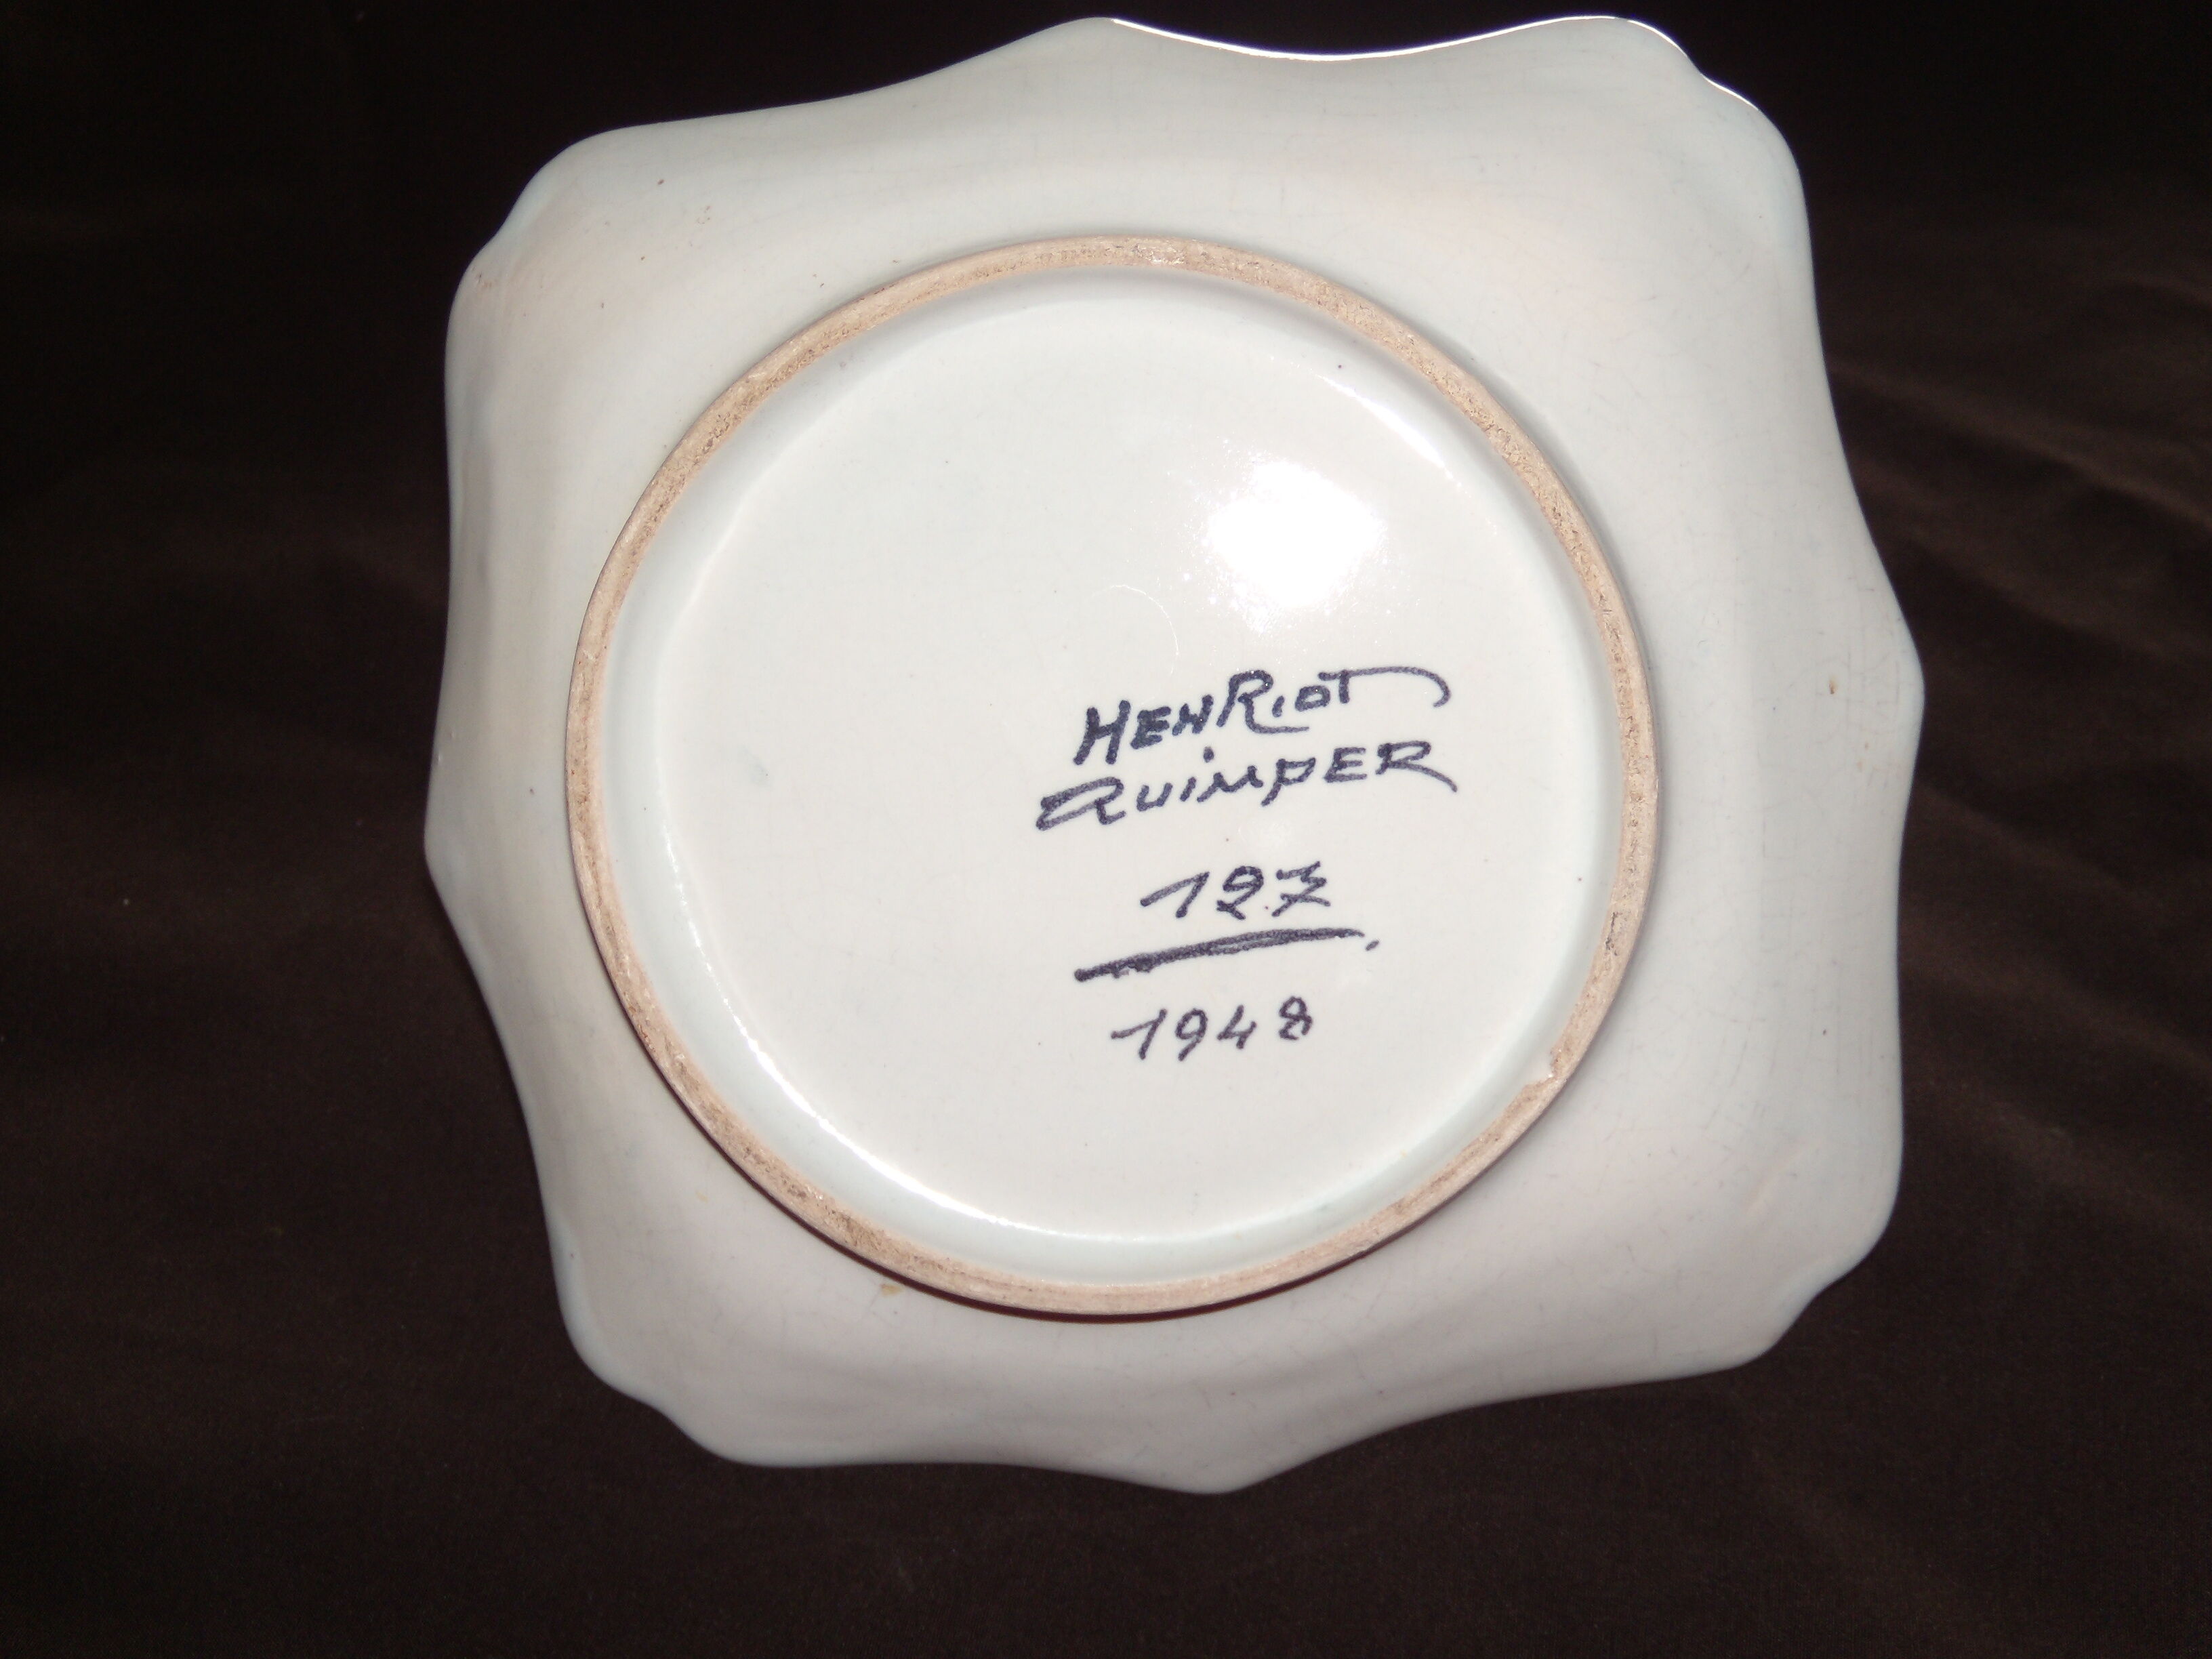 HENRIOT
QUIMPER
127
1948